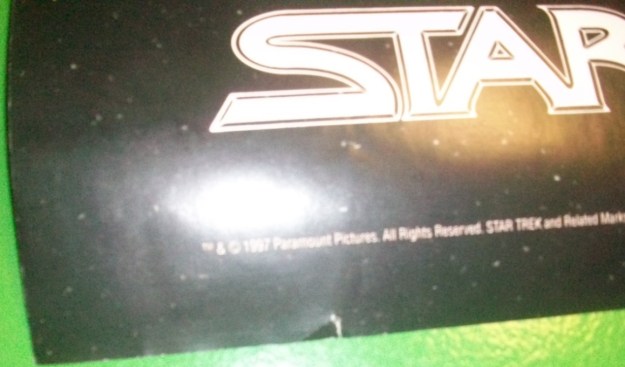 STAR
™ & © 1997 Paramount Pictures. All Rights Reserved. STAR TREK and Related Marks